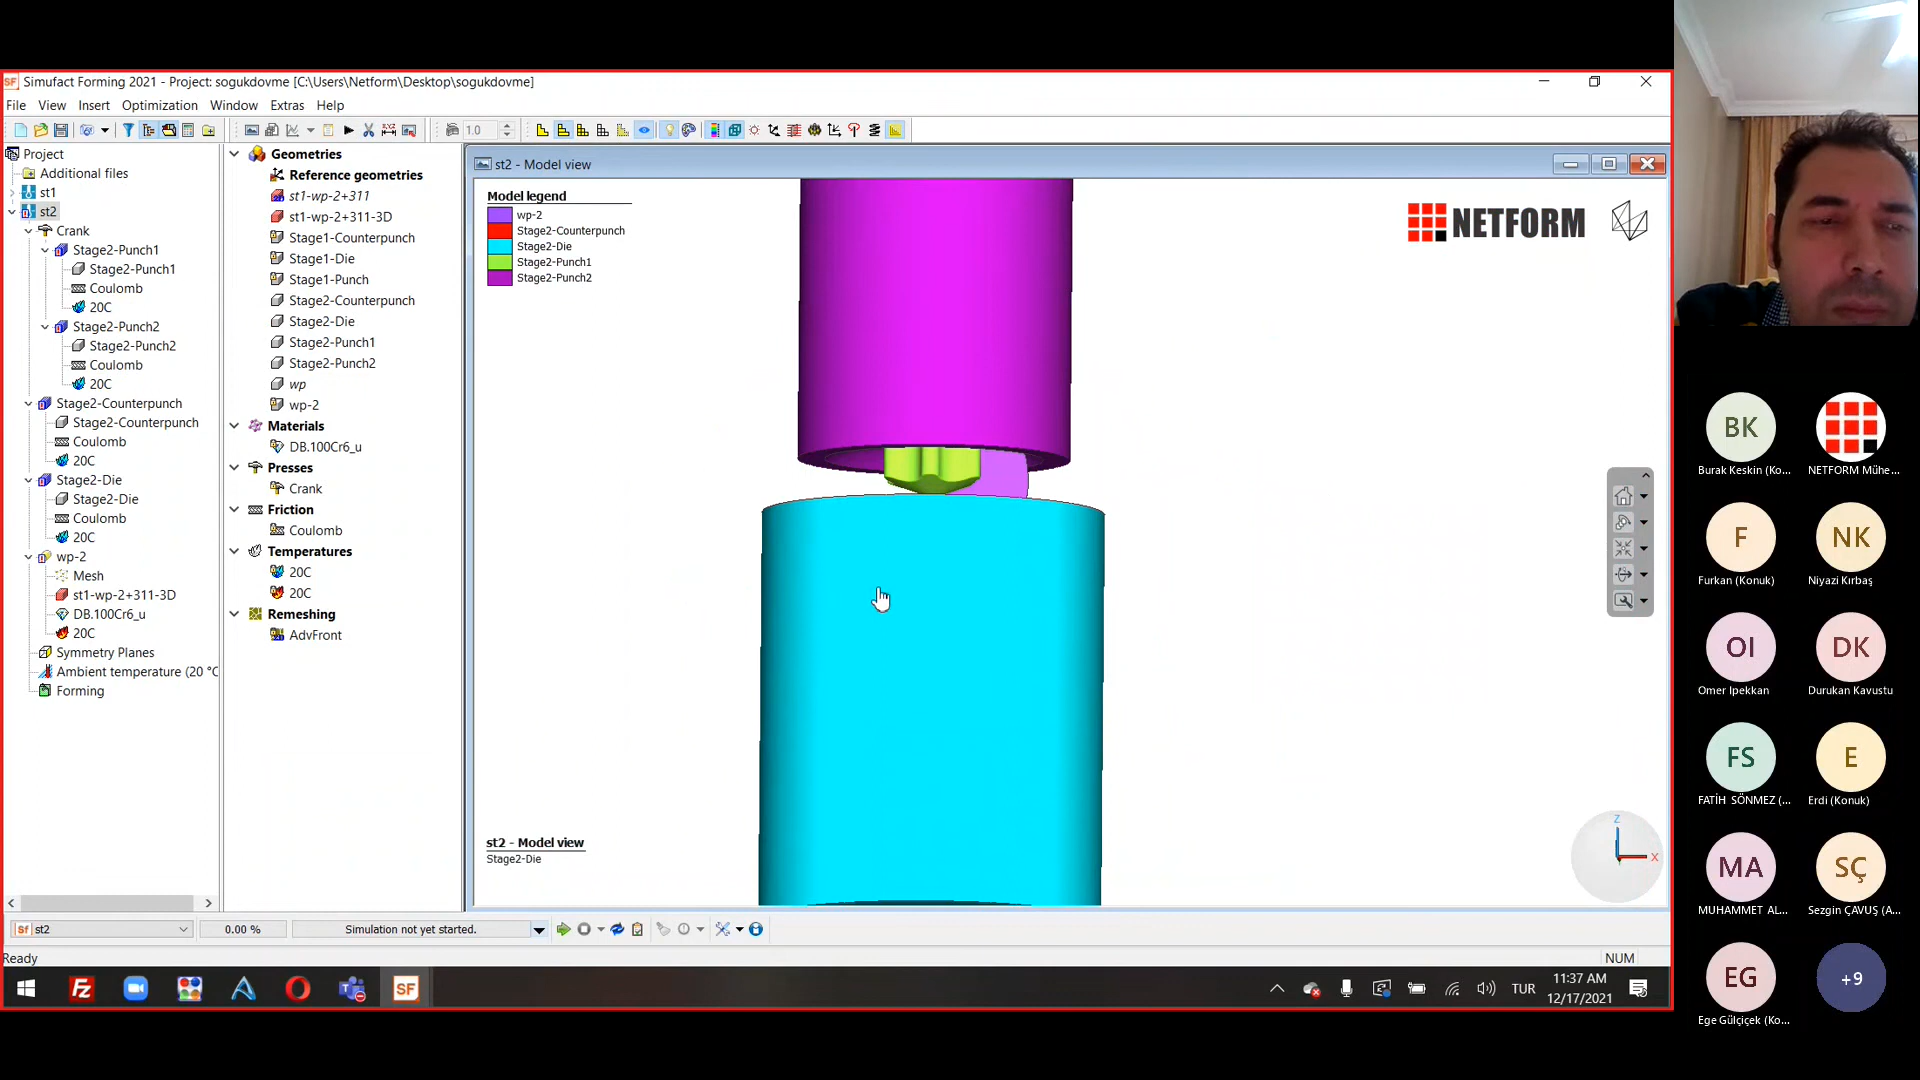 Simufact Forming 2021 - Project: sogukdovme [C:\Users\Netform\Desktop\sogukdovme]
File View Insert Optimization Window Extras Help
1.0
Project
Additional files
st1
st2
Crank
Stage2-Punch1
Stage2-Punch1
Coulomb
20C
Stage2-Punch2
Stage2-Punch2
Coulomb
20C
Stage2-Counterpunch
Stage2-Counterpunch
Coulomb
20C
Stage2-Die
Stage2-Die
Coulomb
20C
wp-2
Mesh
st1-wp-2+311-3D
DB.100Cr6_u
20C
Symmetry Planes
Ambient temperature (20 °C
Forming
Geometries
Reference geometries
st1-wp-2+311
st1-wp-2+311-3D
Stage1-Counterpunch
Stage1-Die
Stage1-Punch
Stage2-Counterpunch
Stage2-Die
Stage2-Punch1
Stage2-Punch2
wp
wp-2
Materials
DB.100Cr6_u
Presses
Crank
Friction
Coulomb
Temperatures
20C
20C
Remeshing
AdvFront
st2 - Model view
Model legend
wp-2
Stage2-Counterpunch
Stage2-Die
Stage2-Punch1
Stage2-Punch2
NETFORM
st2 - Model view
Stage2-Die
Z
X
st2 0.00 % Simulation not yet started.
Ready NUM
TUR 11:37 AM
12/17/2021
BK
Burak Keskin (Ko...
NETFORM Mühe...
F
Furkan (Konuk)
NK
Niyazi Kırbaş
OI
Omer Ipekkan
DK
Durukan Kavustu
FS
FATİH SÖNMEZ (...
E
Erdi (Konuk)
MA
MUHAMMET AL...
SÇ
Sezgin ÇAVUŞ (A...
EG
Ege Gülçiçek (Ko...
+9